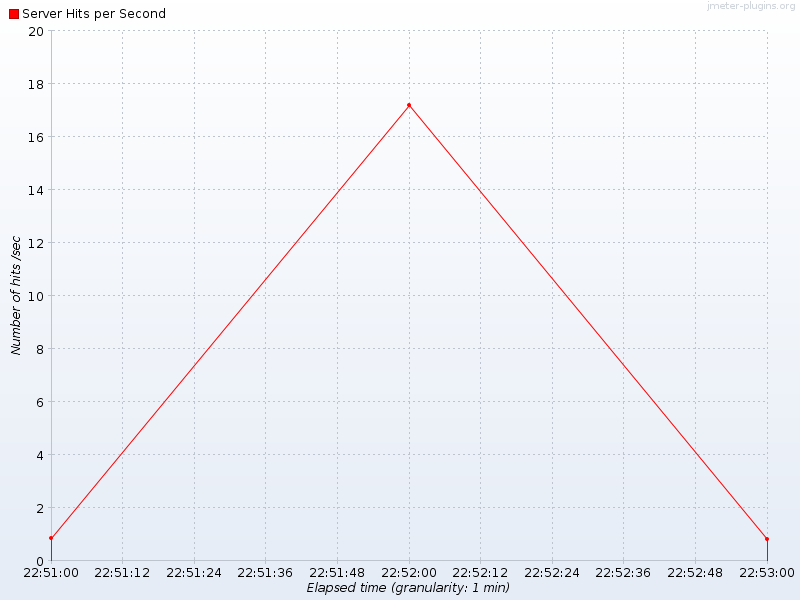 jmeter-plugins.org
Server Hits per Second
20
18
16
14
12
10
8
6
4
2
0
Number of hits /sec
22:51:00 22:51:12 22:51:24 22:51:36 22:51:48 22:52:00 22:52:12 22:52:24 22:52:36 22:52:48 22:53:00
Elapsed time (granularity: 1 min)